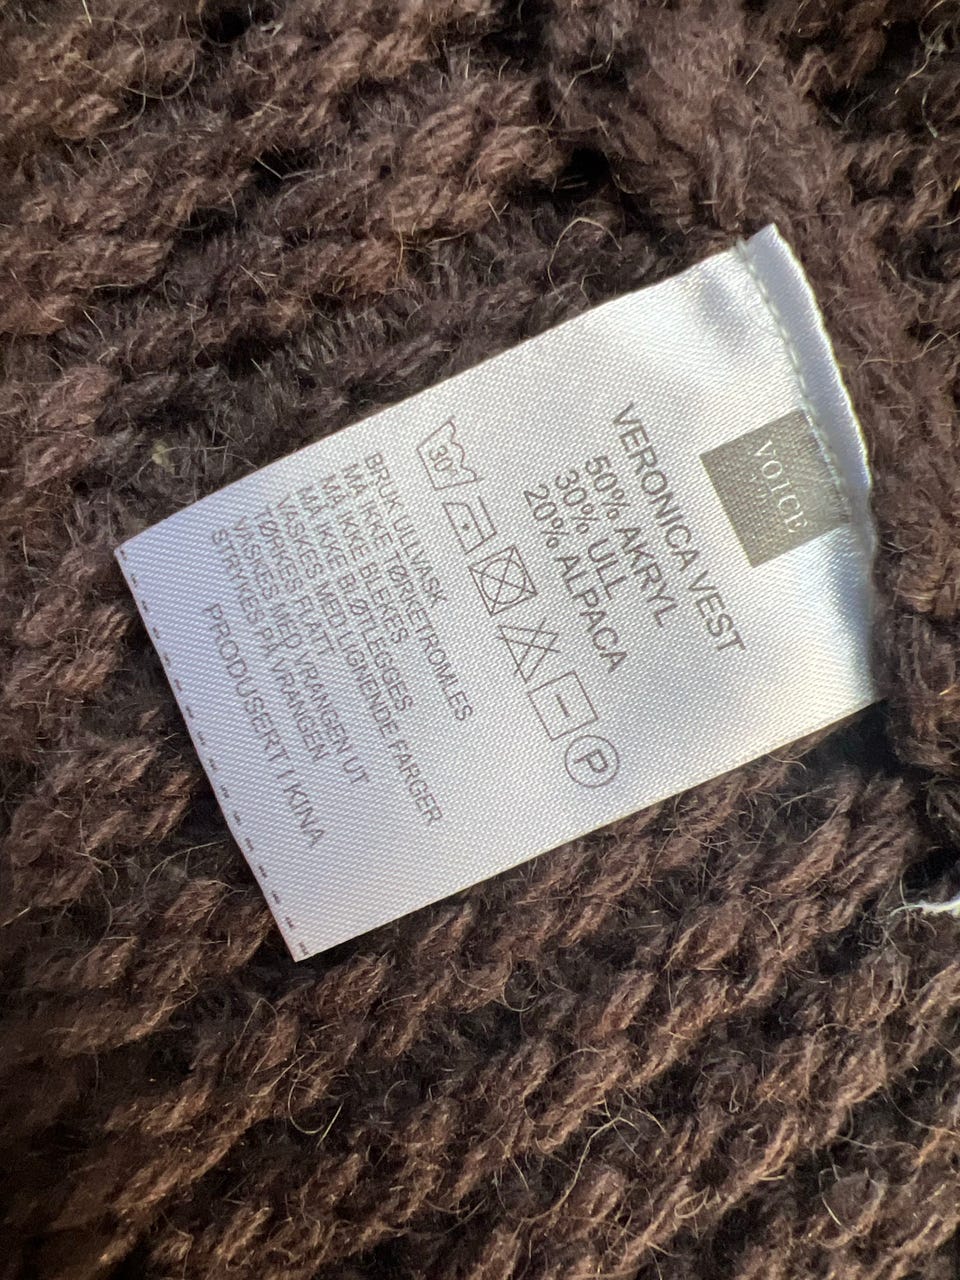 VOICE
VERONICA VEST
50% AKRYL
30% ULL
20% ALPACA
30°
P
BRUK ULLVASK
MÅ IKKE TØRKETROMLES
MÅ IKKE BLEKES
MÅ IKKE BLØTLEGGES
VASKES MED LIGNENDE FARGER
TØRKES FLATT
VASKES MED VRANGEN UT
STRYKES PÅ VRANGEN
PRODUSERT I KINA